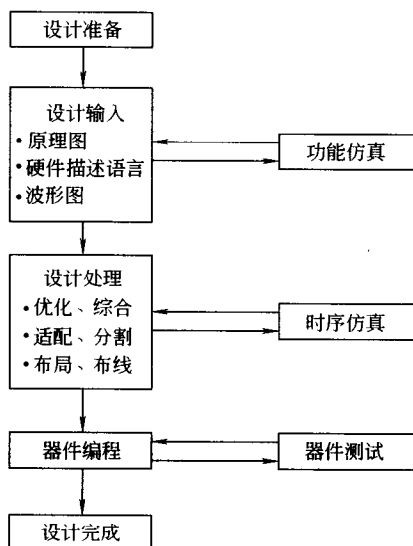 设计准备
设计输入
·原理图
·硬件描述语言
·波形图
功能仿真
设计处理
·优化、综合
·适配、分割
·布局、布线
时序仿真
器件编程
器件测试
设计完成